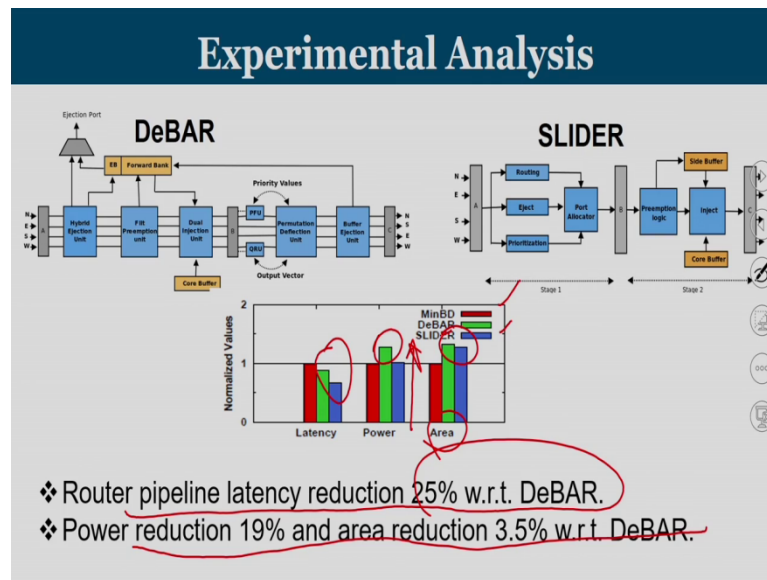 Experimental Analysis
Ejection Port
DeBAR
EB Forward Bank
Priority Values
N
E
S
W
A
Hybrid
Ejection
Unit
Flit
Preemption
unit
Dual
Injection
Unit
B
PFU
QRU
Permutation
Deflection
Unit
Buffer
Ejection
Unit
C
N
S
E
W
Output Vector
Core Buffer
SLIDER
N
E
S
W
A
Routing
Eject
Prioritization
Port
Allocator
B
Side Buffer
Preemption
logic
Inject
Core Buffer
C
Stage 1
Stage 2
Normalized Values
2
1
0
MinBD
DeBAR
SLIDER
Latency
Power
Area
❖ Router pipeline latency reduction 25% w.r.t. DeBAR.
❖ Power reduction 19% and area reduction 3.5% w.r.t. DeBAR.